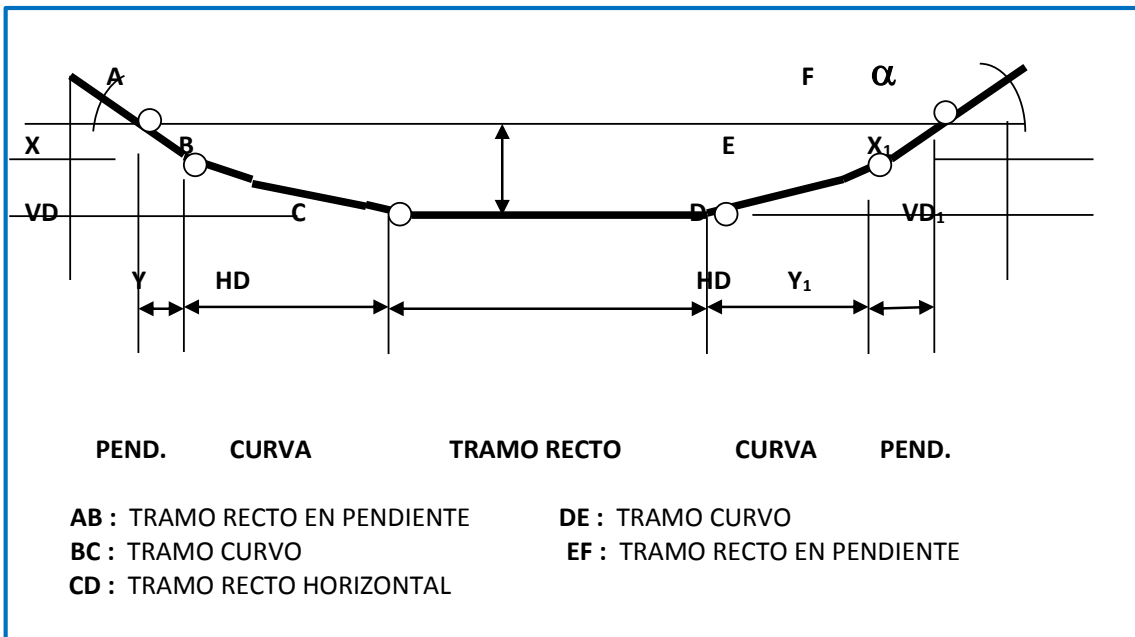 A F α
X B E X₁
VD C D VD₁
Y HD HD Y₁
PEND. CURVA TRAMO RECTO CURVA PEND.
AB : TRAMO RECTO EN PENDIENTE DE : TRAMO CURVO
BC : TRAMO CURVO EF : TRAMO RECTO EN PENDIENTE
CD : TRAMO RECTO HORIZONTAL